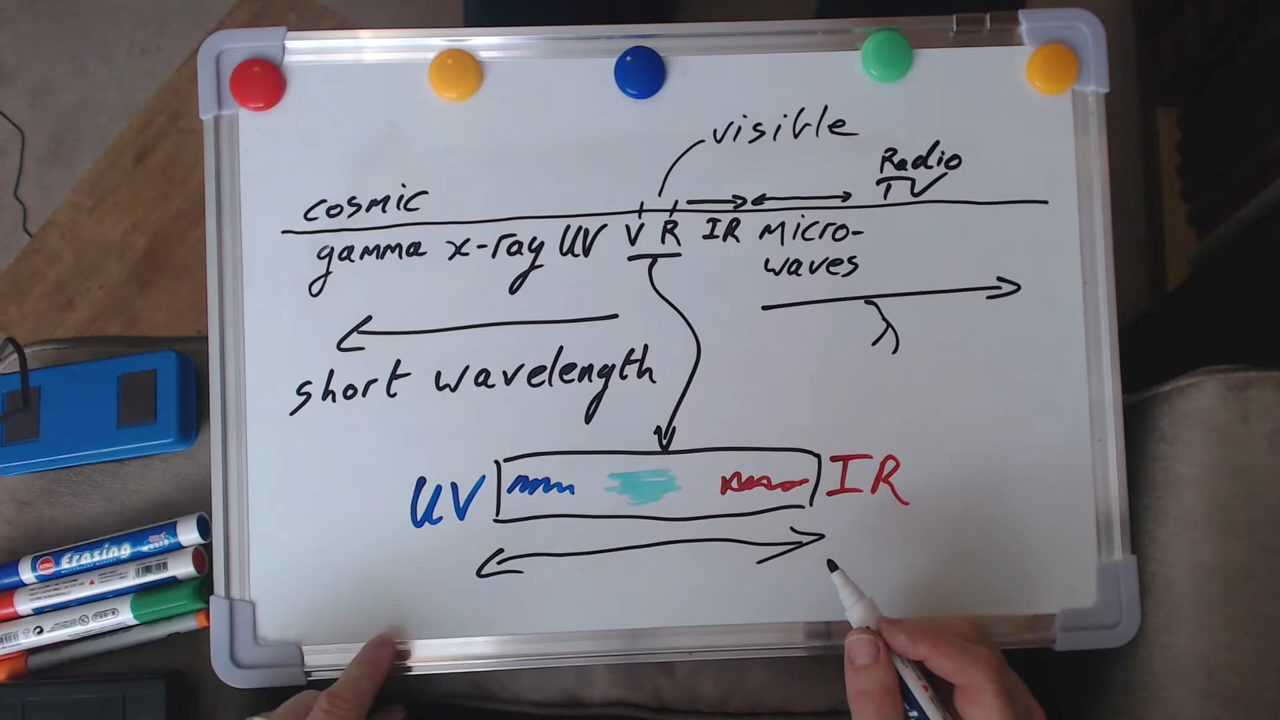 visible
Radio
TV
cosmic
gamma x-ray UV V R IR micro-
waves
λ
short wavelength
UV IR
Erasing